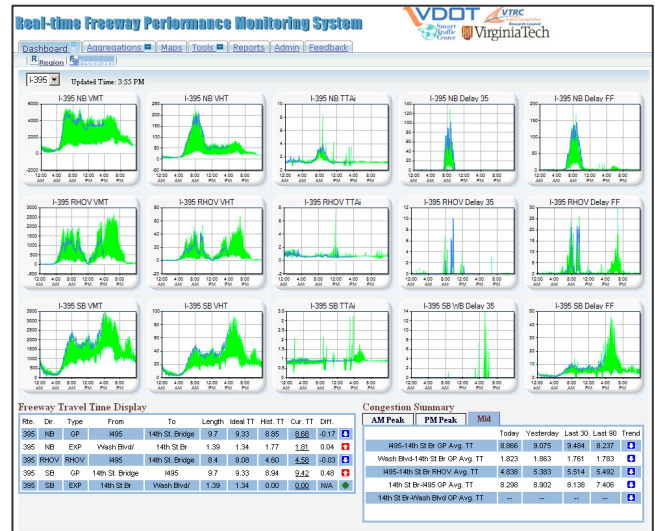 Real-time Freeway Performance Monitoring System
VDOT
VTRC
Smart Traffic Center
VirginiaTech
Dashboard Aggregations Maps Tools Reports Admin Feedback
R Region Freeway
I-395 Updated Time: 3:55 PM
I-395 NB VMT I-395 NB VHT I-395 NB TTAi I-395 NB Delay 35 I-395 NB Delay FF
I-395 RHOV VMT I-395 RHOV VHT I-395 RHOV TTAi I-395 RHOV Delay 35 I-395 RHOV Delay FF
I-395 SB VMT I-395 SB VHT I-395 SB TTAi I-395 SB WB Delay 35 I-395 SB Delay FF
Freeway Travel Time Display
Rte. Dir. Type From To Length Ideal TT Hist. TT Cur. TT Diff.
395 NB GP I495 14th St. Bridge 9.7 9.33 8.85 8.68 -0.17
395 NB EXP Wash Blvd/ 14th St Br 1.39 1.34 1.77 1.81 0.04
395 RHOV RHOV I495 14th St. Bridge 8.4 8.08 4.60 4.58 -0.03
395 SB GP 14th St. Bridge I495 9.7 9.33 8.94 9.42 0.48
395 SB EXP 14th St Br Wash Blvd/ 1.39 1.34 0.00 0.00 N/A
Congestion Summary
AM Peak PM Peak Mid
Today Yesterday Last 30 Last 90 Trend
I495-14th St Br GP Avg. TT 8.866 9.075 9.484 8.237
Wash Blvd-14th St Br GP Avg. TT 1.823 1.863 1.761 1.783
I495-14th St Br RHOV Avg. TT 4.838 5.383 5.514 5.492
14th St Br-I495 GP Avg. TT 8.298 8.902 8.138 7.406
14th St Br-Wash Blvd GP Avg. TT -- -- -- --